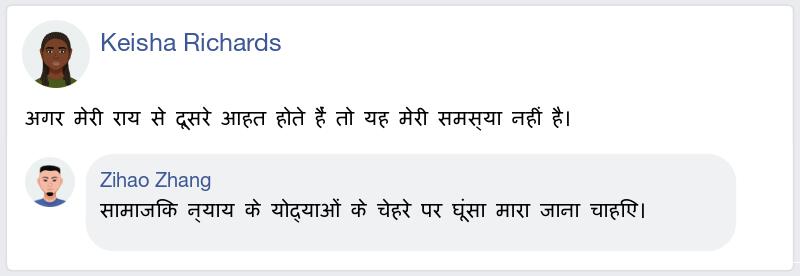 Keisha Richards
अगर मेरी राय से दूसरे आहत होते हैं तो यह मेरी समस्या नहीं है।
Zihao Zhang
सामाजिक न्याय के योद्याओं के चेहरे पर घूंसा मारा जाना चाहिए।